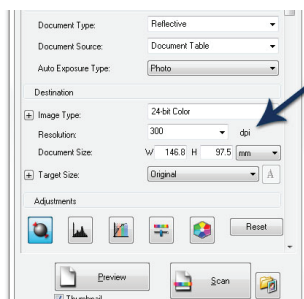 Document Type: Reflective
Document Source: Document Table
Auto Exposure Type: Photo
Destination
Image Type: 24-bit Color
Resolution: 300 dpi
Document Size: W 146.8 H 97.5 mm
Target Size: Original A
Adjustments
Reset
Preview Scan
Thumbnail